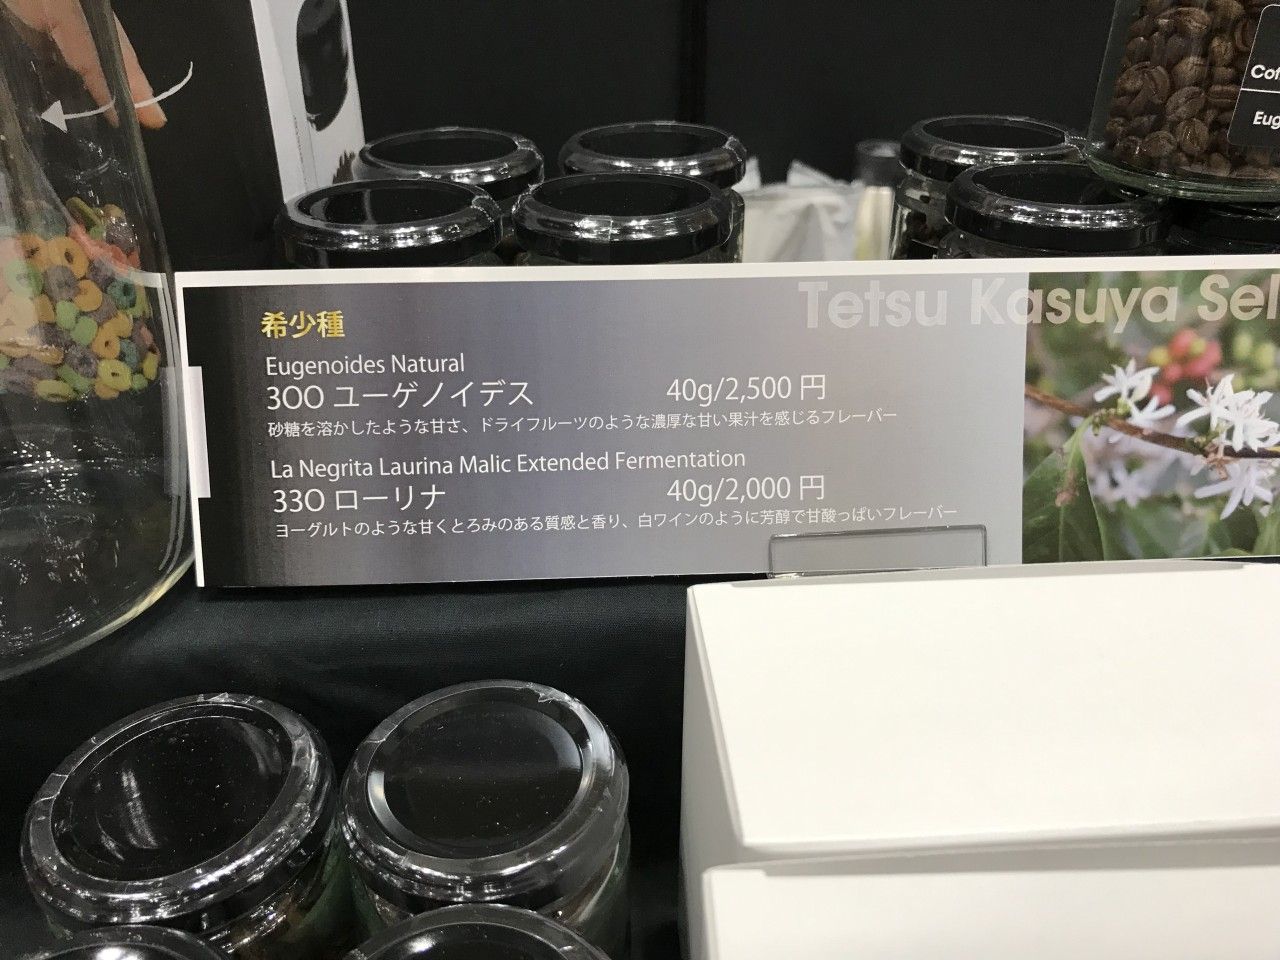 Cof
Eug
Tetsu Kasuya Sel
希少種
Eugenoides Natural
300 ユーゲノイデス 40g/2,500 円
砂糖を溶かしたような甘さ、ドライフルーツのような濃厚な甘い果汁を感じるフレーバー
La Negrita Laurina Malic Extended Fermentation
330 ローリナ 40g/2,000 円
ヨーグルトのような甘くとろみのある質感と香り、白ワインのように芳醇で甘酸っぱいフレーバー